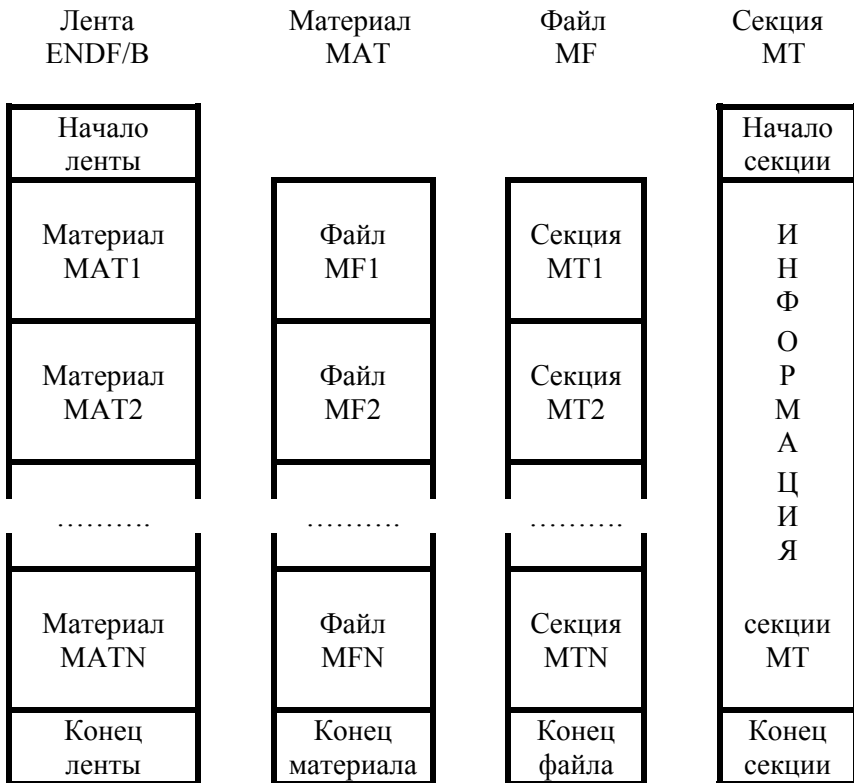 Лента
ENDF/B
Материал
MAT
Файл
MF
Секция
MT
Начало
ленты
Начало
секции
Материал
MAT1
Файл
MF1
Секция
MT1
И
Н
Ф
О
Р
М
А
Ц
И
Я
секции
MT
Материал
MAT2
Файл
MF2
Секция
MT2
……….
……….
……….
Материал
MATN
Файл
MFN
Секция
MTN
Конец
ленты
Конец
материала
Конец
файла
Конец
секции